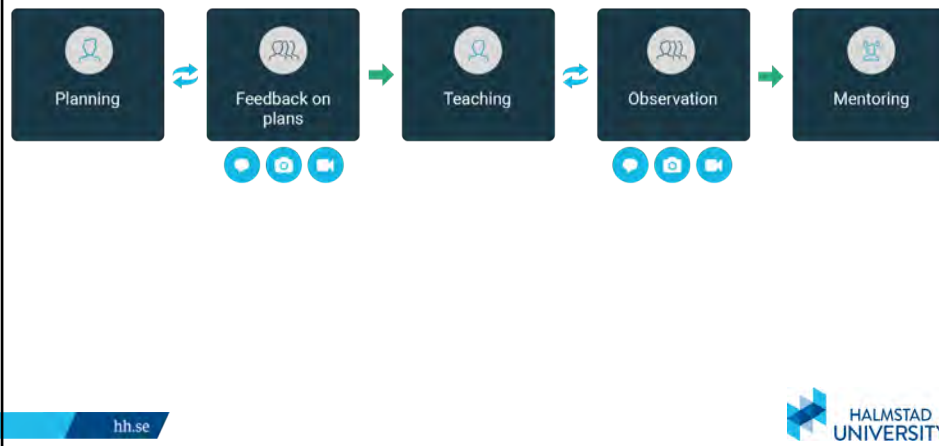 Planning
Feedback on
plans
Teaching
Observation
Mentoring
hh.se
HALMSTAD
UNIVERSITY